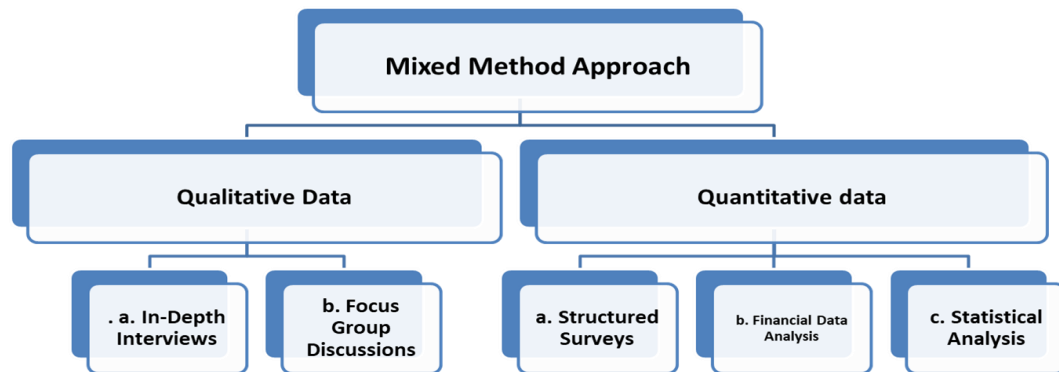 Mixed Method Approach
Qualitative Data
Quantitative data
. a. In-Depth
Interviews
b. Focus
Group
Discussions
a. Structured
Surveys
b. Financial Data
Analysis
c. Statistical
Analysis